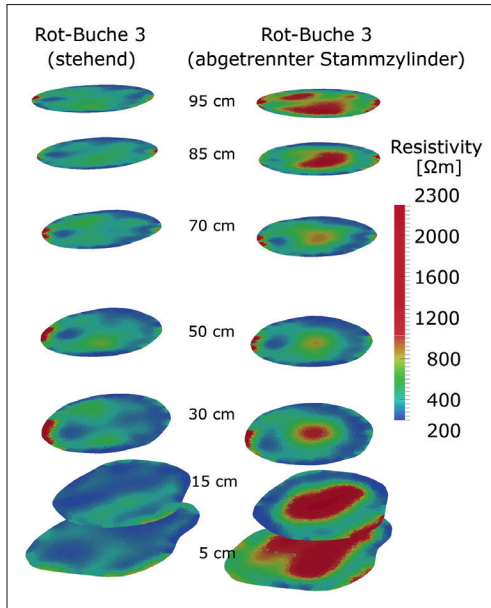 Rot-Buche 3
(stehend)
Rot-Buche 3
(abgetrennter Stammzylinder)
95 cm
85 cm
70 cm
50 cm
30 cm
15 cm
5 cm
Resistivity
[Ωm]
2300
2000
1600
1200
800
400
200